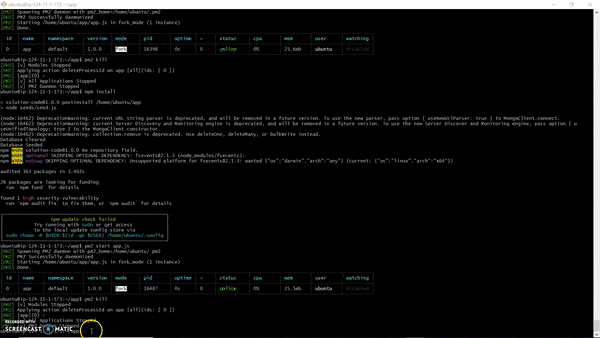 ubuntu@ip-124-11-1-173: ~/app
[PM2] Spawning PM2 daemon with pm2_home=/home/ubuntu/.pm2
[PM2] PM2 Successfully daemonized
[PM2] Starting /home/ubuntu/app/app.js in fork_mode (1 instance)
[PM2] Done.
id name namespace version mode pid uptime status cpu mem user watching
0 app default 1.0.0 fork 16398 0s 0 online 0% 25.6mb ubuntu disabled
ubuntu@ip-124-11-1-173:~/app$ pm2 kill
[PM2] [v] Modules Stopped
[PM2] Applying action deleteProcessId on app [all](ids: [ 0 ])
[PM2] [app](0) ✓
[PM2] [v] All Applications Stopped
[PM2] [v] PM2 Daemon Stopped
ubuntu@ip-124-11-1-173:~/app$ npm install
> solution-code@1.0.0 postinstall /home/ubuntu/app
> node seeds/seed.js
(node:16462) DeprecationWarning: current URL string parser is deprecated, and will be removed in a future version. To use the new parser, pass option { useNewUrlParser: true } to MongoClient.connect.
(node:16462) DeprecationWarning: current Server Discovery and Monitoring engine is deprecated, and will be removed in a future version. To use the new Server Discover and Monitoring engine, pass option { u
seUnifiedTopology: true } to the MongoClient constructor.
(node:16462) DeprecationWarning: collection.remove is deprecated. Use deleteOne, deleteMany, or bulkWrite instead.
Database Cleared
Database Seeded
npm WARN solution-code@1.0.0 No repository field.
npm WARN optional SKIPPING OPTIONAL DEPENDENCY: fsevents@2.1.3 (node_modules/fsevents):
npm WARN notsup SKIPPING OPTIONAL DEPENDENCY: Unsupported platform for fsevents@2.1.3: wanted {"os":"darwin","arch":"any"} (current: {"os":"linux","arch":"x64"})
audited 383 packages in 3.402s
26 packages are looking for funding
run `npm fund` for details
found 1 high severity vulnerability
run `npm audit fix` to fix them, or `npm audit` for details
npm update check failed
Try running with sudo or get access
to the local update config store via
sudo chown -R $USER:$(id -gn $USER) /home/ubuntu/.config
ubuntu@ip-124-11-1-173:~/app$ pm2 start app.js
[PM2] Spawning PM2 daemon with pm2_home=/home/ubuntu/.pm2
[PM2] PM2 Successfully daemonized
[PM2] Starting /home/ubuntu/app/app.js in fork_mode (1 instance)
[PM2] Done.
id name namespace version mode pid uptime status cpu mem user watching
0 app default 1.0.0 fork 16487 0s 0 online 0% 25.5mb ubuntu disabled
ubuntu@ip-124-11-1-173:~/app$ pm2 kill
[PM2] [v] Modules Stopped
[PM2] Applying action deleteProcessId on app [all](ids: [ 0 ])
[PM2] [app](0) ✓
All Applications Stopped
RECORDED WITH
SCREENCAST MATIC